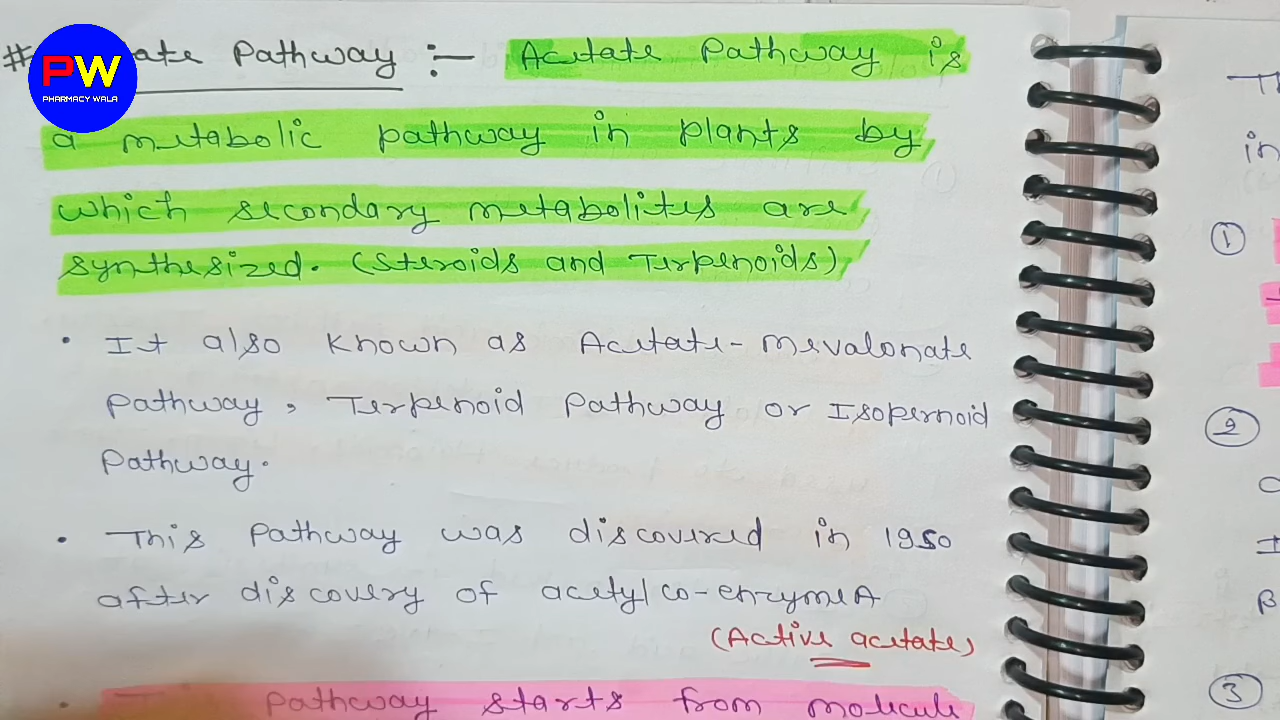 # ate Pathway :- Acetate Pathway is
a metabolic pathway in plants by
which secondary metabolites are
synthesized. (Steroids and Terpenoids)
• It also known as Acetate-mevalonate
Pathway, Terpenoid Pathway or Isopernoid
Pathway.
• This Pathway was discovered in 1950
after discovery of acetyl co-enzyme A
(Active acetate)
• Pathway starts from molecule
PW
PHARMACY WALA
in
1
2
3